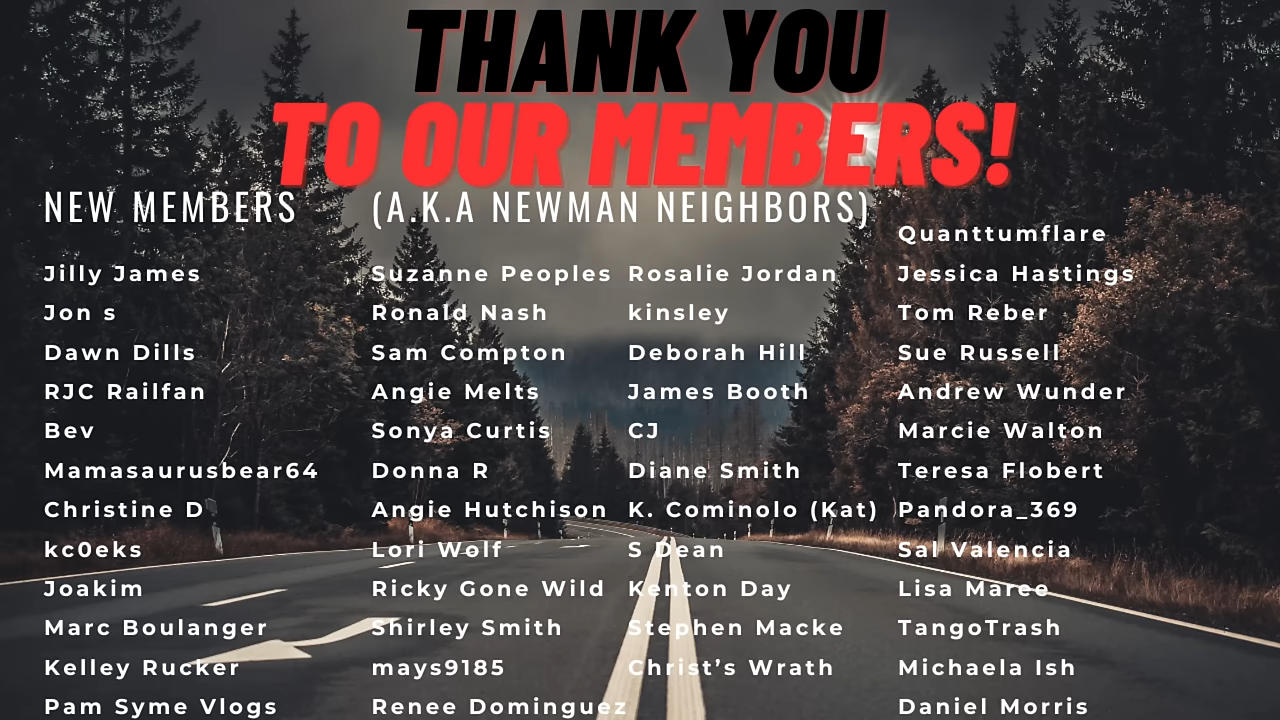 THANK YOU
TO OUR MEMBERS!
NEW MEMBERS
Jilly James
Jon s
Dawn Dills
RJC Railfan
Bev
Mamasaurusbear64
Christine D
kc0eks
Joakim
Marc Boulanger
Kelley Rucker
Pam Syme Vlogs
(A.K.A NEWMAN NEIGHBORS)
Suzanne Peoples
Ronald Nash
Sam Compton
Angie Melts
Sonya Curtis
Donna R
Angie Hutchison
Lori Wolf
Ricky Gone Wild
Shirley Smith
mays9185
Renee Dominguez
Rosalie Jordan
kinsley
Deborah Hill
James Booth
CJ
Diane Smith
K. Cominolo (Kat)
S Dean
Kenton Day
Stephen Macke
Christ’s Wrath
Quanttumflare
Jessica Hastings
Tom Reber
Sue Russell
Andrew Wunder
Marcie Walton
Teresa Flobert
Pandora_369
Sal Valencia
Lisa Maree
TangoTrash
Michaela Ish
Daniel Morris